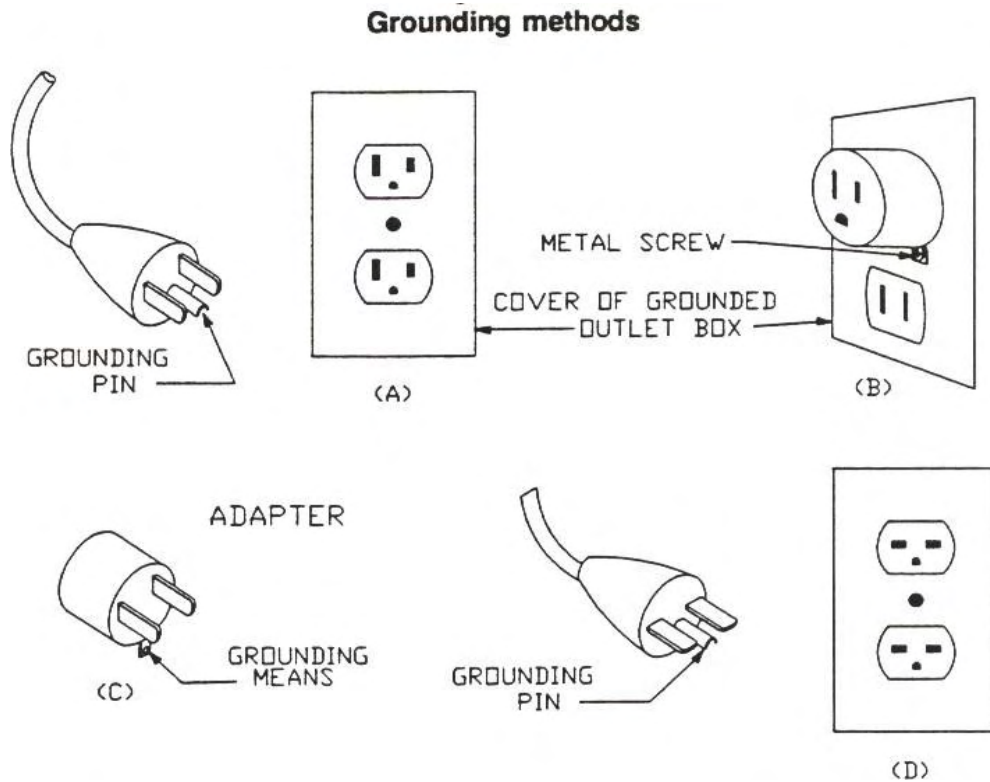 Grounding methods
METAL SCREW
COVER OF GROUNDED
OUTLET BOX
GROUNDING
PIN
(A)
(B)
ADAPTER
GROUNDING
MEANS
(C)
GROUNDING
PIN
(D)